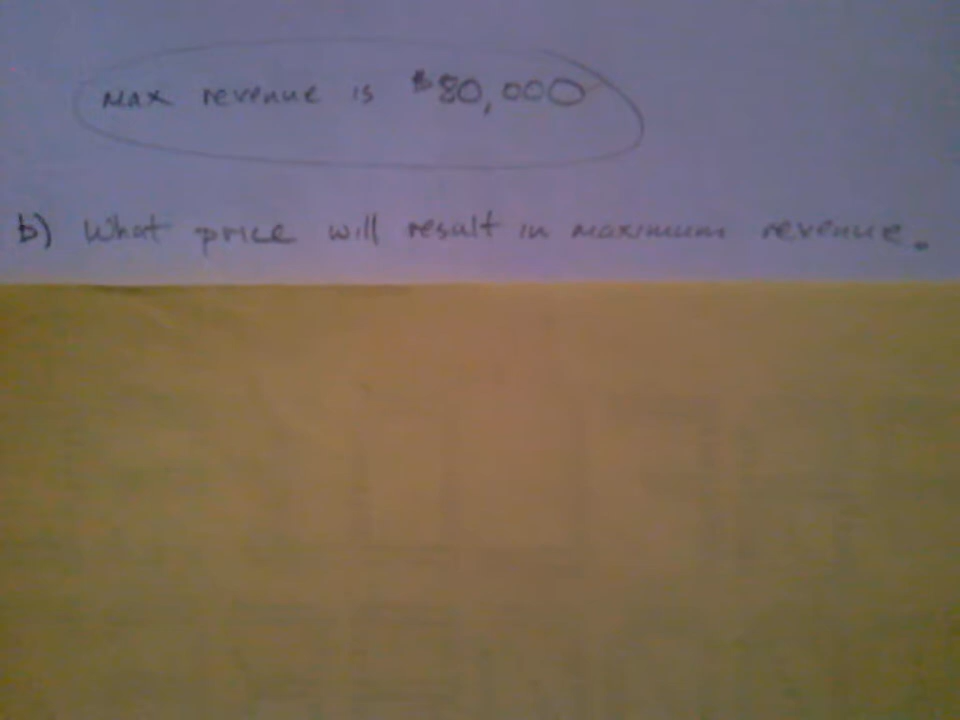 Max revenue is $80,000
b) What price will result in maximum revenue.